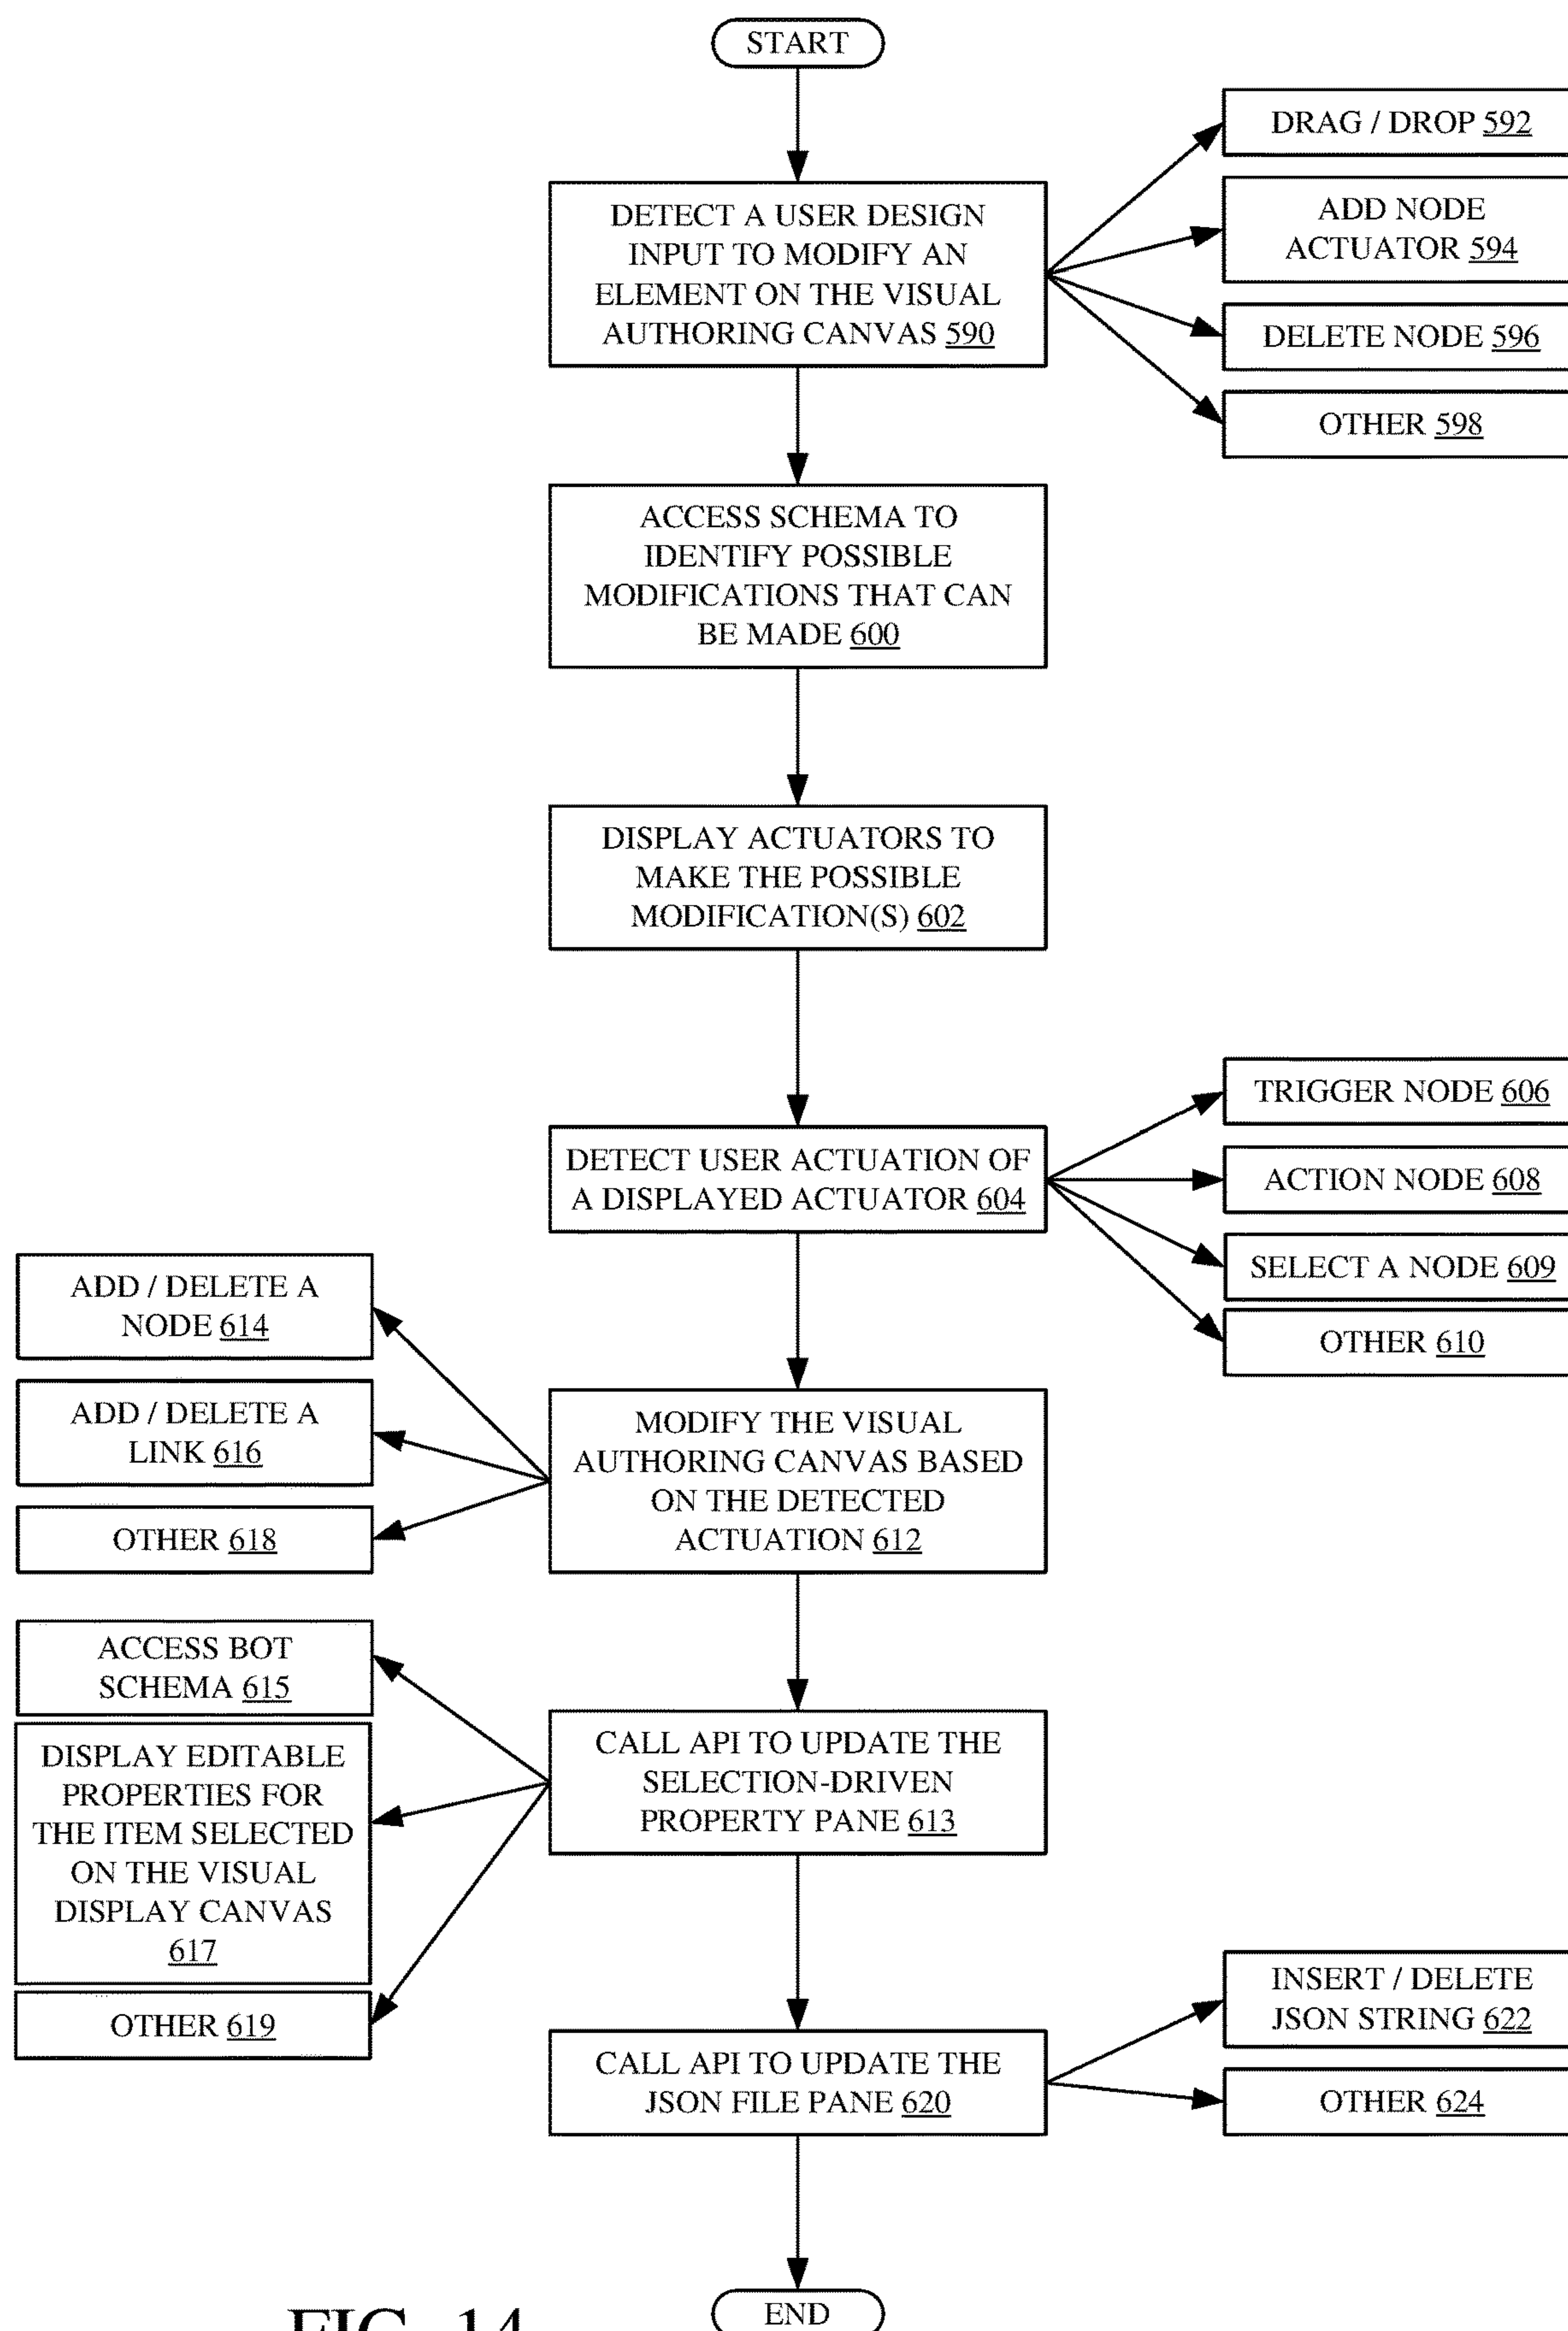 START
DETECT A USER DESIGN
INPUT TO MODIFY AN
ELEMENT ON THE VISUAL
AUTHORING CANVAS 590
DRAG / DROP 592
ADD NODE
ACTUATOR 594
DELETE NODE 596
OTHER 598
ACCESS SCHEMA TO
IDENTIFY POSSIBLE
MODIFICATIONS THAT CAN
BE MADE 600
DISPLAY ACTUATORS TO
MAKE THE POSSIBLE
MODIFICATION(S) 602
DETECT USER ACTUATION OF
A DISPLAYED ACTUATOR 604
TRIGGER NODE 606
ACTION NODE 608
SELECT A NODE 609
OTHER 610
MODIFY THE VISUAL
AUTHORING CANVAS BASED
ON THE DETECTED
ACTUATION 612
ADD / DELETE A
NODE 614
ADD / DELETE A
LINK 616
OTHER 618
CALL API TO UPDATE THE
SELECTION-DRIVEN
PROPERTY PANE 613
ACCESS BOT
SCHEMA 615
DISPLAY EDITABLE
PROPERTIES FOR
THE ITEM SELECTED
ON THE VISUAL
DISPLAY CANVAS
617
OTHER 619
CALL API TO UPDATE THE
JSON FILE PANE 620
INSERT / DELETE
JSON STRING 622
OTHER 624
END
FIG. 14